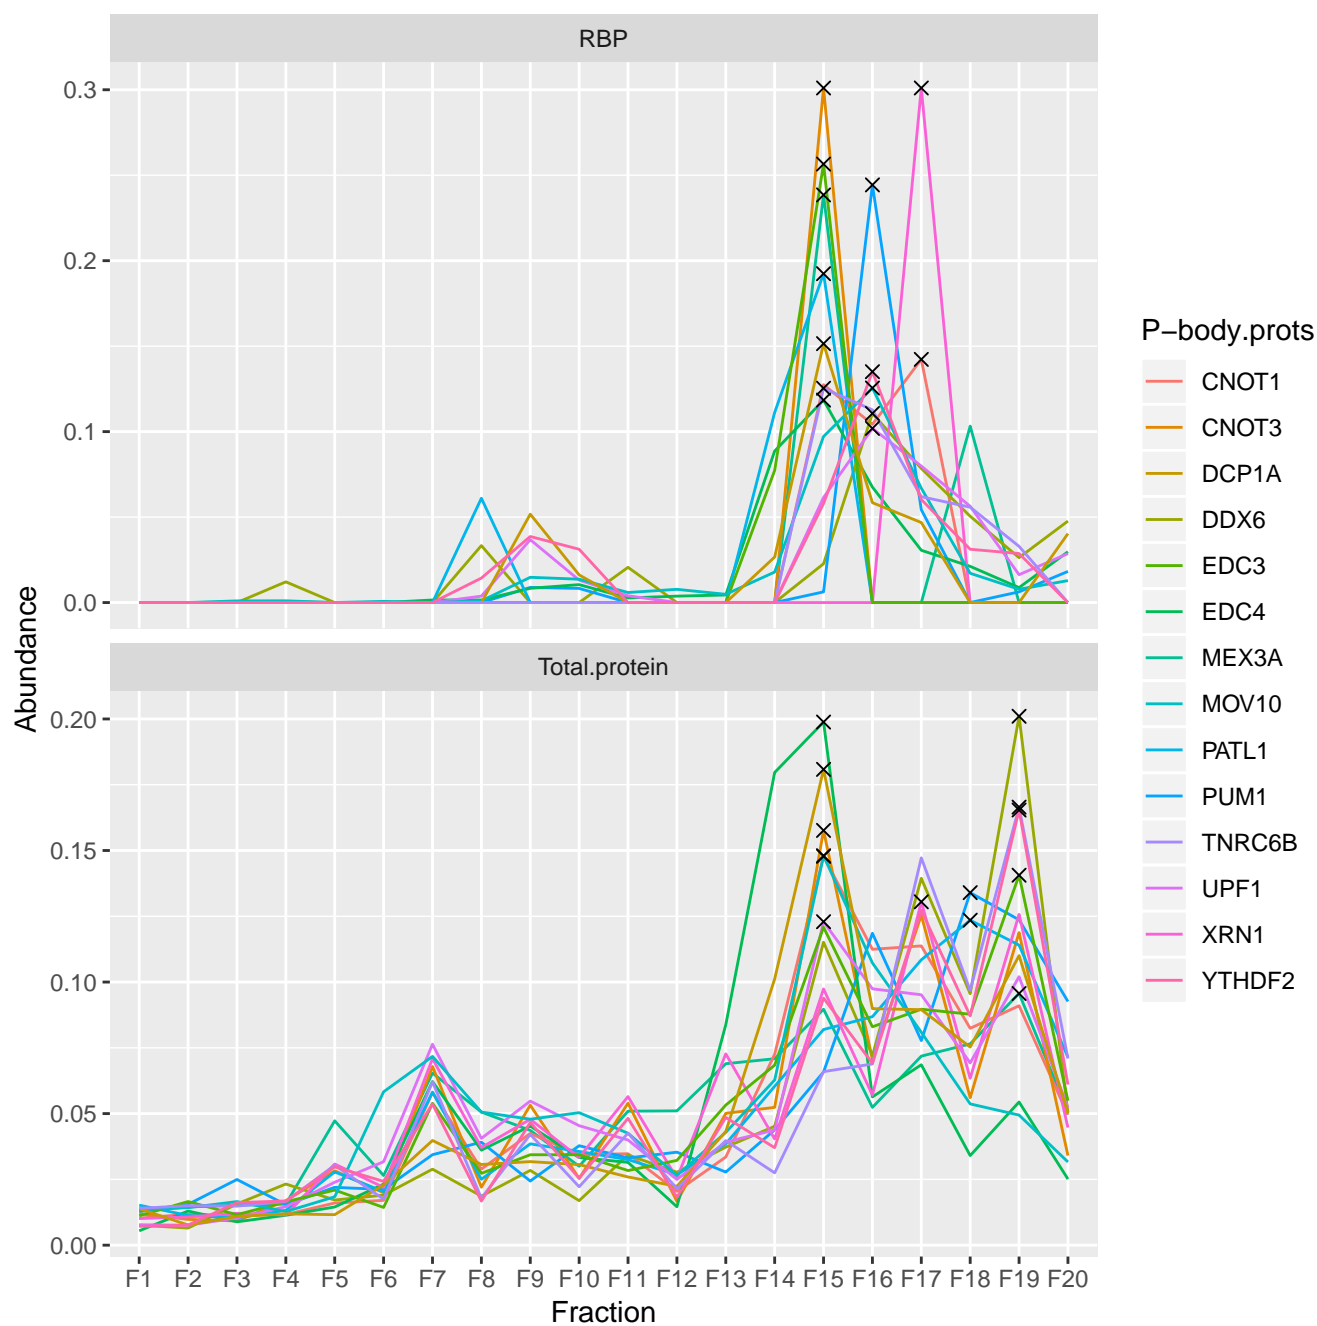 RBP
0.3
0.2
0.1
0.0
Abundance
Total.protein
0.20
0.15
0.10
0.05
0.00
F1 F2 F3 F4 F5 F6 F7 F8 F9 F10 F11 F12 F13 F14 F15 F16 F17 F18 F19 F20
Fraction
P−body.prots
CNOT1
CNOT3
DCP1A
DDX6
EDC3
EDC4
MEX3A
MOV10
PATL1
PUM1
TNRC6B
UPF1
XRN1
YTHDF2